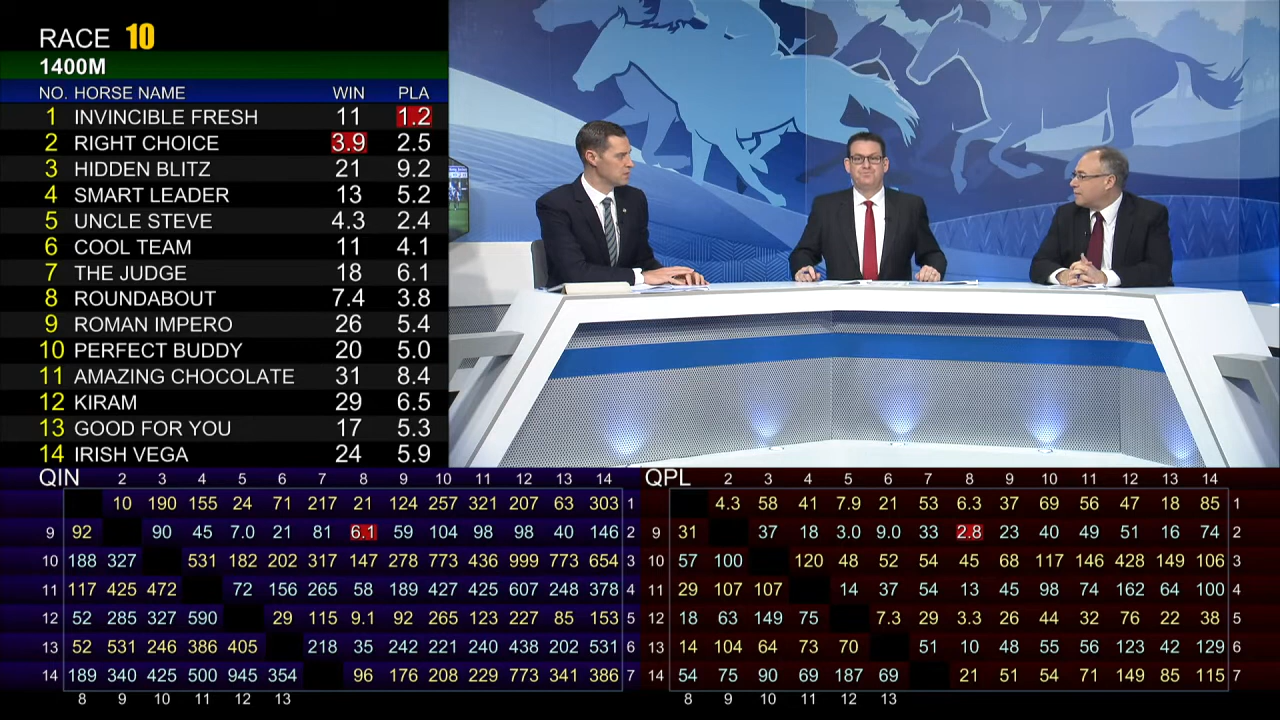 RACE 10
1400M
NO. HORSE NAME WIN PLA
1 INVINCIBLE FRESH 11 1.2
2 RIGHT CHOICE 3.9 2.5
3 HIDDEN BLITZ 21 9.2
4 SMART LEADER 13 5.2
5 UNCLE STEVE 4.3 2.4
6 COOL TEAM 11 4.1
7 THE JUDGE 18 6.1
8 ROUNDABOUT 7.4 3.8
9 ROMAN IMPERO 26 5.4
10 PERFECT BUDDY 20 5.0
11 AMAZING CHOCOLATE 31 8.4
12 KIRAM 29 6.5
13 GOOD FOR YOU 17 5.3
14 IRISH VEGA 24 5.9
QIN 2 3 4 5 6 7 8 9 10 11 12 13 14
10 190 155 24 71 217 21 124 257 321 207 63 303 1
9 92 90 45 7.0 21 81 6.1 59 104 98 98 40 146 2
10 188 327 531 182 202 317 147 278 773 436 999 773 654 3
11 117 425 472 72 156 265 58 189 427 425 607 248 378 4
12 52 285 327 590 29 115 9.1 92 265 123 227 85 153 5
13 52 531 246 386 405 218 35 242 221 240 438 202 531 6
14 189 340 425 500 945 354 96 176 208 229 773 341 386 7
8 9 10 11 12 13
QPL 2 3 4 5 6 7 8 9 10 11 12 13 14
4.3 58 41 7.9 21 53 6.3 37 69 56 47 18 85 1
9 31 37 18 3.0 9.0 33 2.8 23 40 49 51 16 74 2
10 57 100 120 48 52 54 45 68 117 146 428 149 106 3
11 29 107 107 14 37 54 13 45 98 74 162 64 100 4
12 18 63 149 75 7.3 29 3.3 26 44 32 76 22 38 5
13 14 104 64 73 70 51 10 48 55 56 123 42 129 6
14 54 75 90 69 187 69 21 51 54 71 149 85 115 7
8 9 10 11 12 13